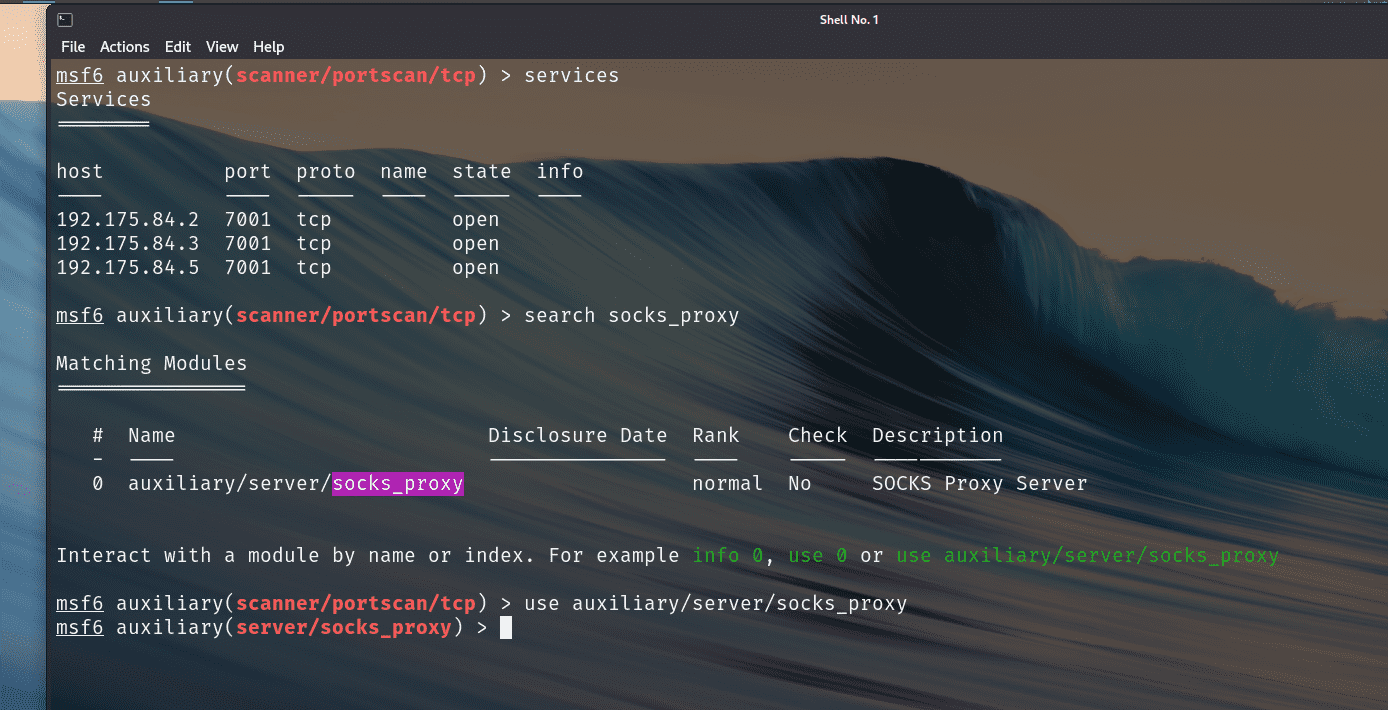 Shell No. 1
File Actions Edit View Help
msf6 auxiliary(scanner/portscan/tcp) > services
Services
host port proto name state info
192.175.84.2 7001 tcp open
192.175.84.3 7001 tcp open
192.175.84.5 7001 tcp open
msf6 auxiliary(scanner/portscan/tcp) > search socks_proxy
Matching Modules
# Name Disclosure Date Rank Check Description
0 auxiliary/server/socks_proxy normal No SOCKS Proxy Server
Interact with a module by name or index. For example info 0, use 0 or use auxiliary/server/socks_proxy
msf6 auxiliary(scanner/portscan/tcp) > use auxiliary/server/socks_proxy
msf6 auxiliary(server/socks_proxy) >